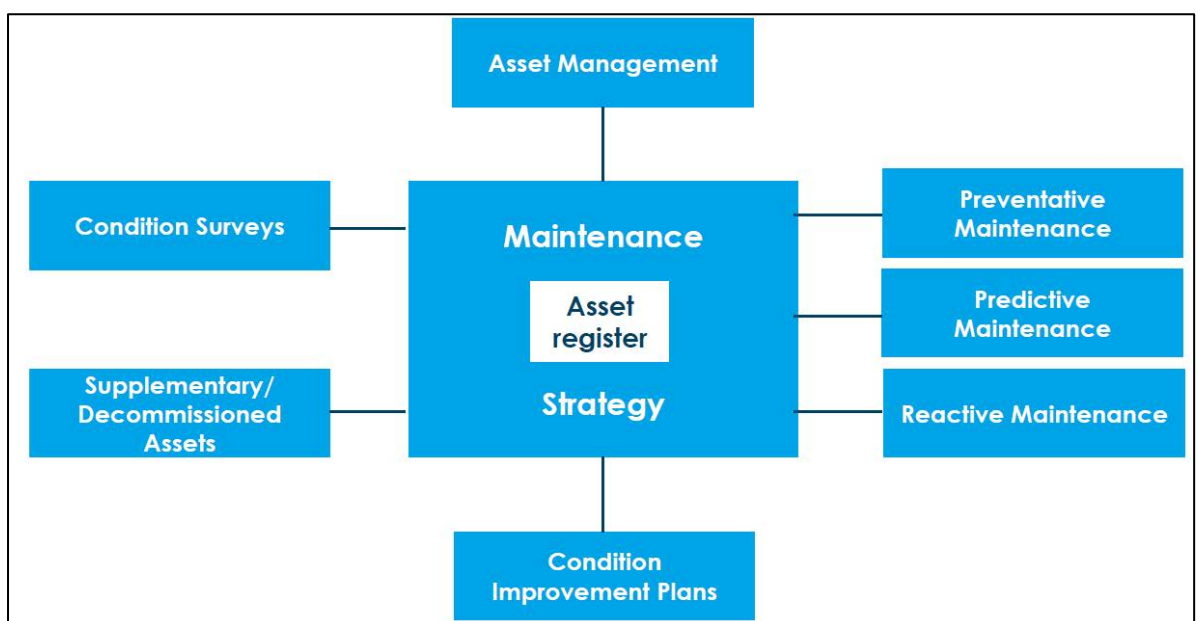 Asset Management
Condition Surveys
Supplementary/
Decommissioned
Assets
Maintenance
Asset
register
Strategy
Preventative
Maintenance
Predictive
Maintenance
Reactive Maintenance
Condition
Improvement Plans